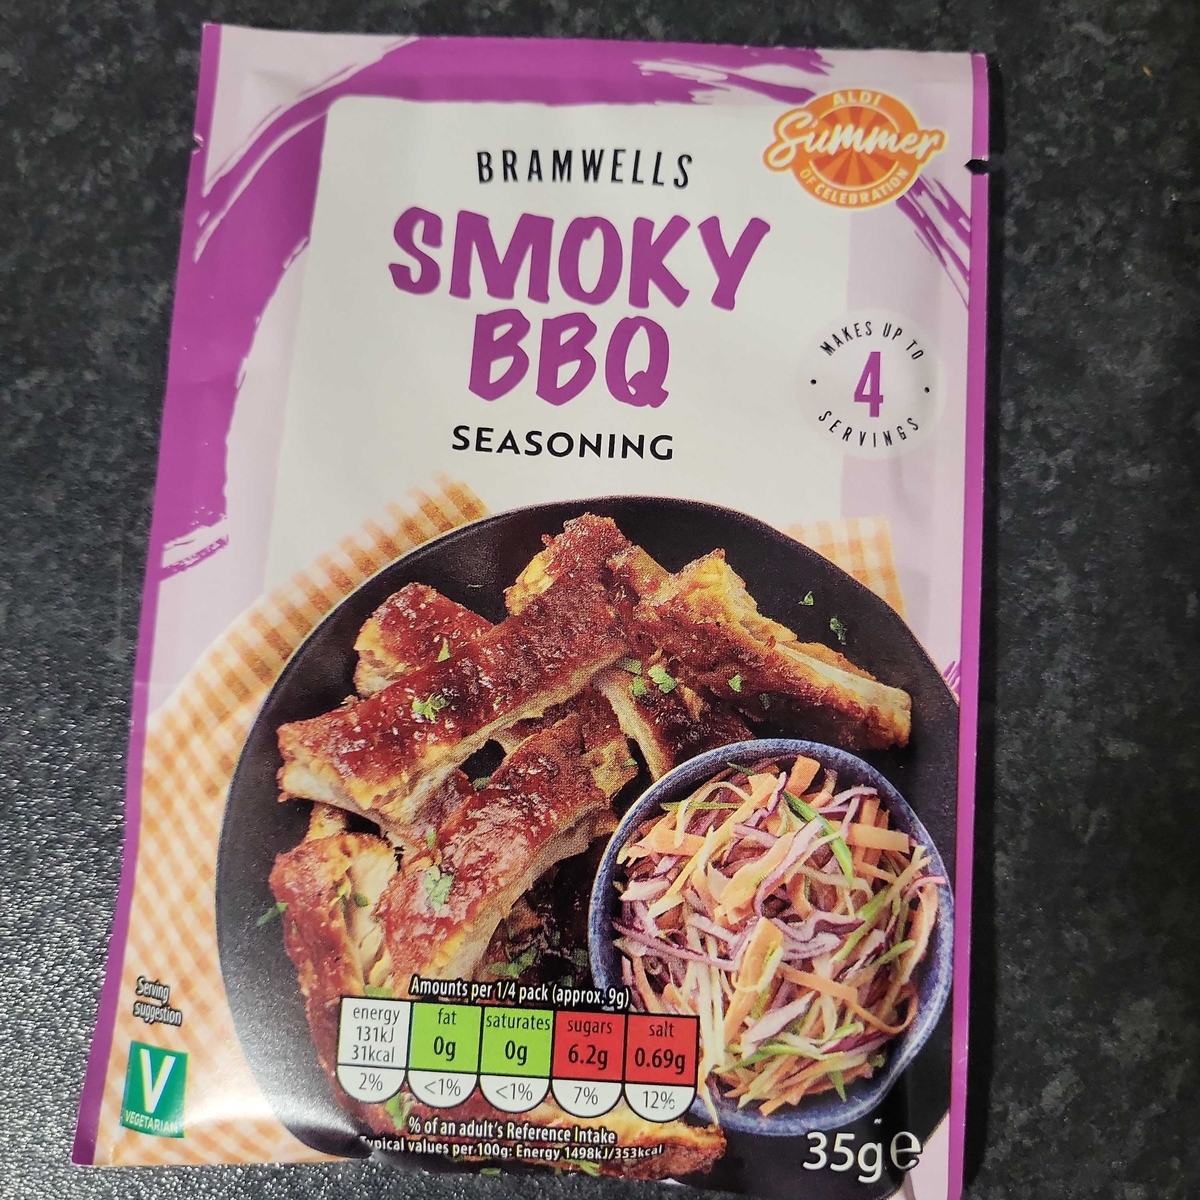 ALDI
Summer
OF CELEBRATION
BRAMWELLS
SMOKY
BBQ
SEASONING
MAKES UP TO
4
SERVINGS
Serving
suggestion
V
VEGETARIAN
Amounts per 1/4 pack (approx. 9g)
energy
131kJ
31kcal
2%
fat
0g
<1%
saturates
0g
<1%
sugars
6.2g
7%
salt
0.69g
12%
% of an adult's Reference Intake
Typical values per 100g: Energy 1498kJ/353kcal
35g℮